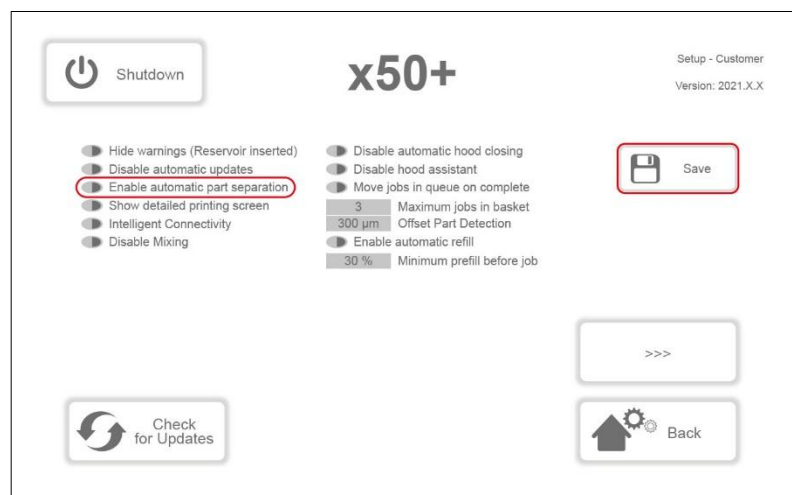 Shutdown
x50+
Setup - Customer
Version: 2021.X.X
Hide warnings (Reservoir inserted)
Disable automatic updates
Enable automatic part separation
Show detailed printing screen
Intelligent Connectivity
Disable Mixing
Disable automatic hood closing
Disable hood assistant
Move jobs in queue on complete
3 Maximum jobs in basket
300 µm Offset Part Detection
Enable automatic refill
30 % Minimum prefill before job
Save
>>>
Check
for Updates
Back